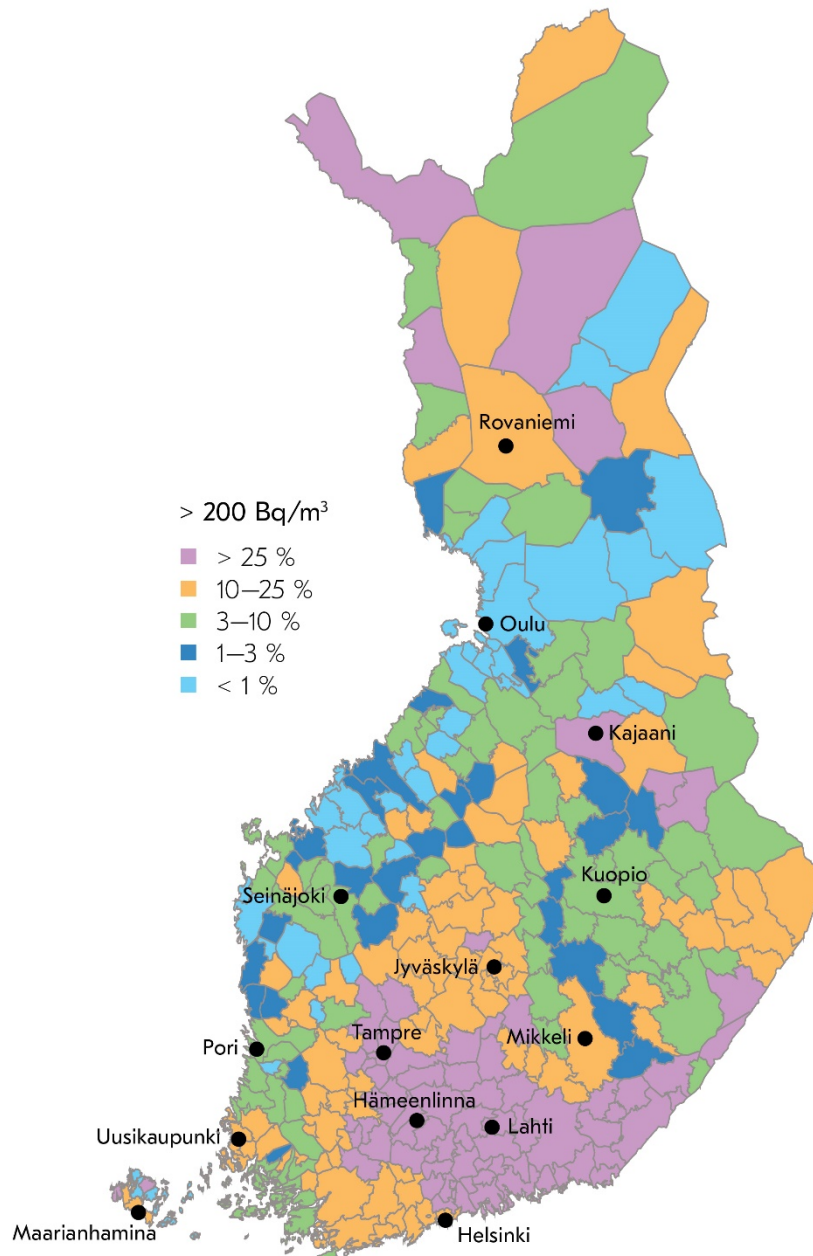 Rovaniemi
> 200 Bq/m³
> 25 %
10–25 %
3–10 %
1–3 %
< 1 %
Oulu
Kajaani
Kuopio
Seinäjoki
Jyväskylä
Tampre
Mikkeli
Pori
Hämeenlinna
Lahti
Uusikaupunki
Maarianhamina
Helsinki